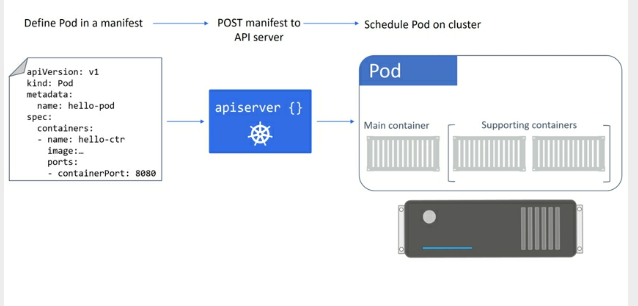 Define Pod in a manifest
POST manifest to
API server
Schedule Pod on cluster
apiVersion: v1
kind: Pod
metadata:
  name: hello-pod
spec:
  containers:
  - name: hello-ctr
    image:…
    ports:
    - containerPort: 8080
apiserver {}
Pod
Main container
Supporting containers